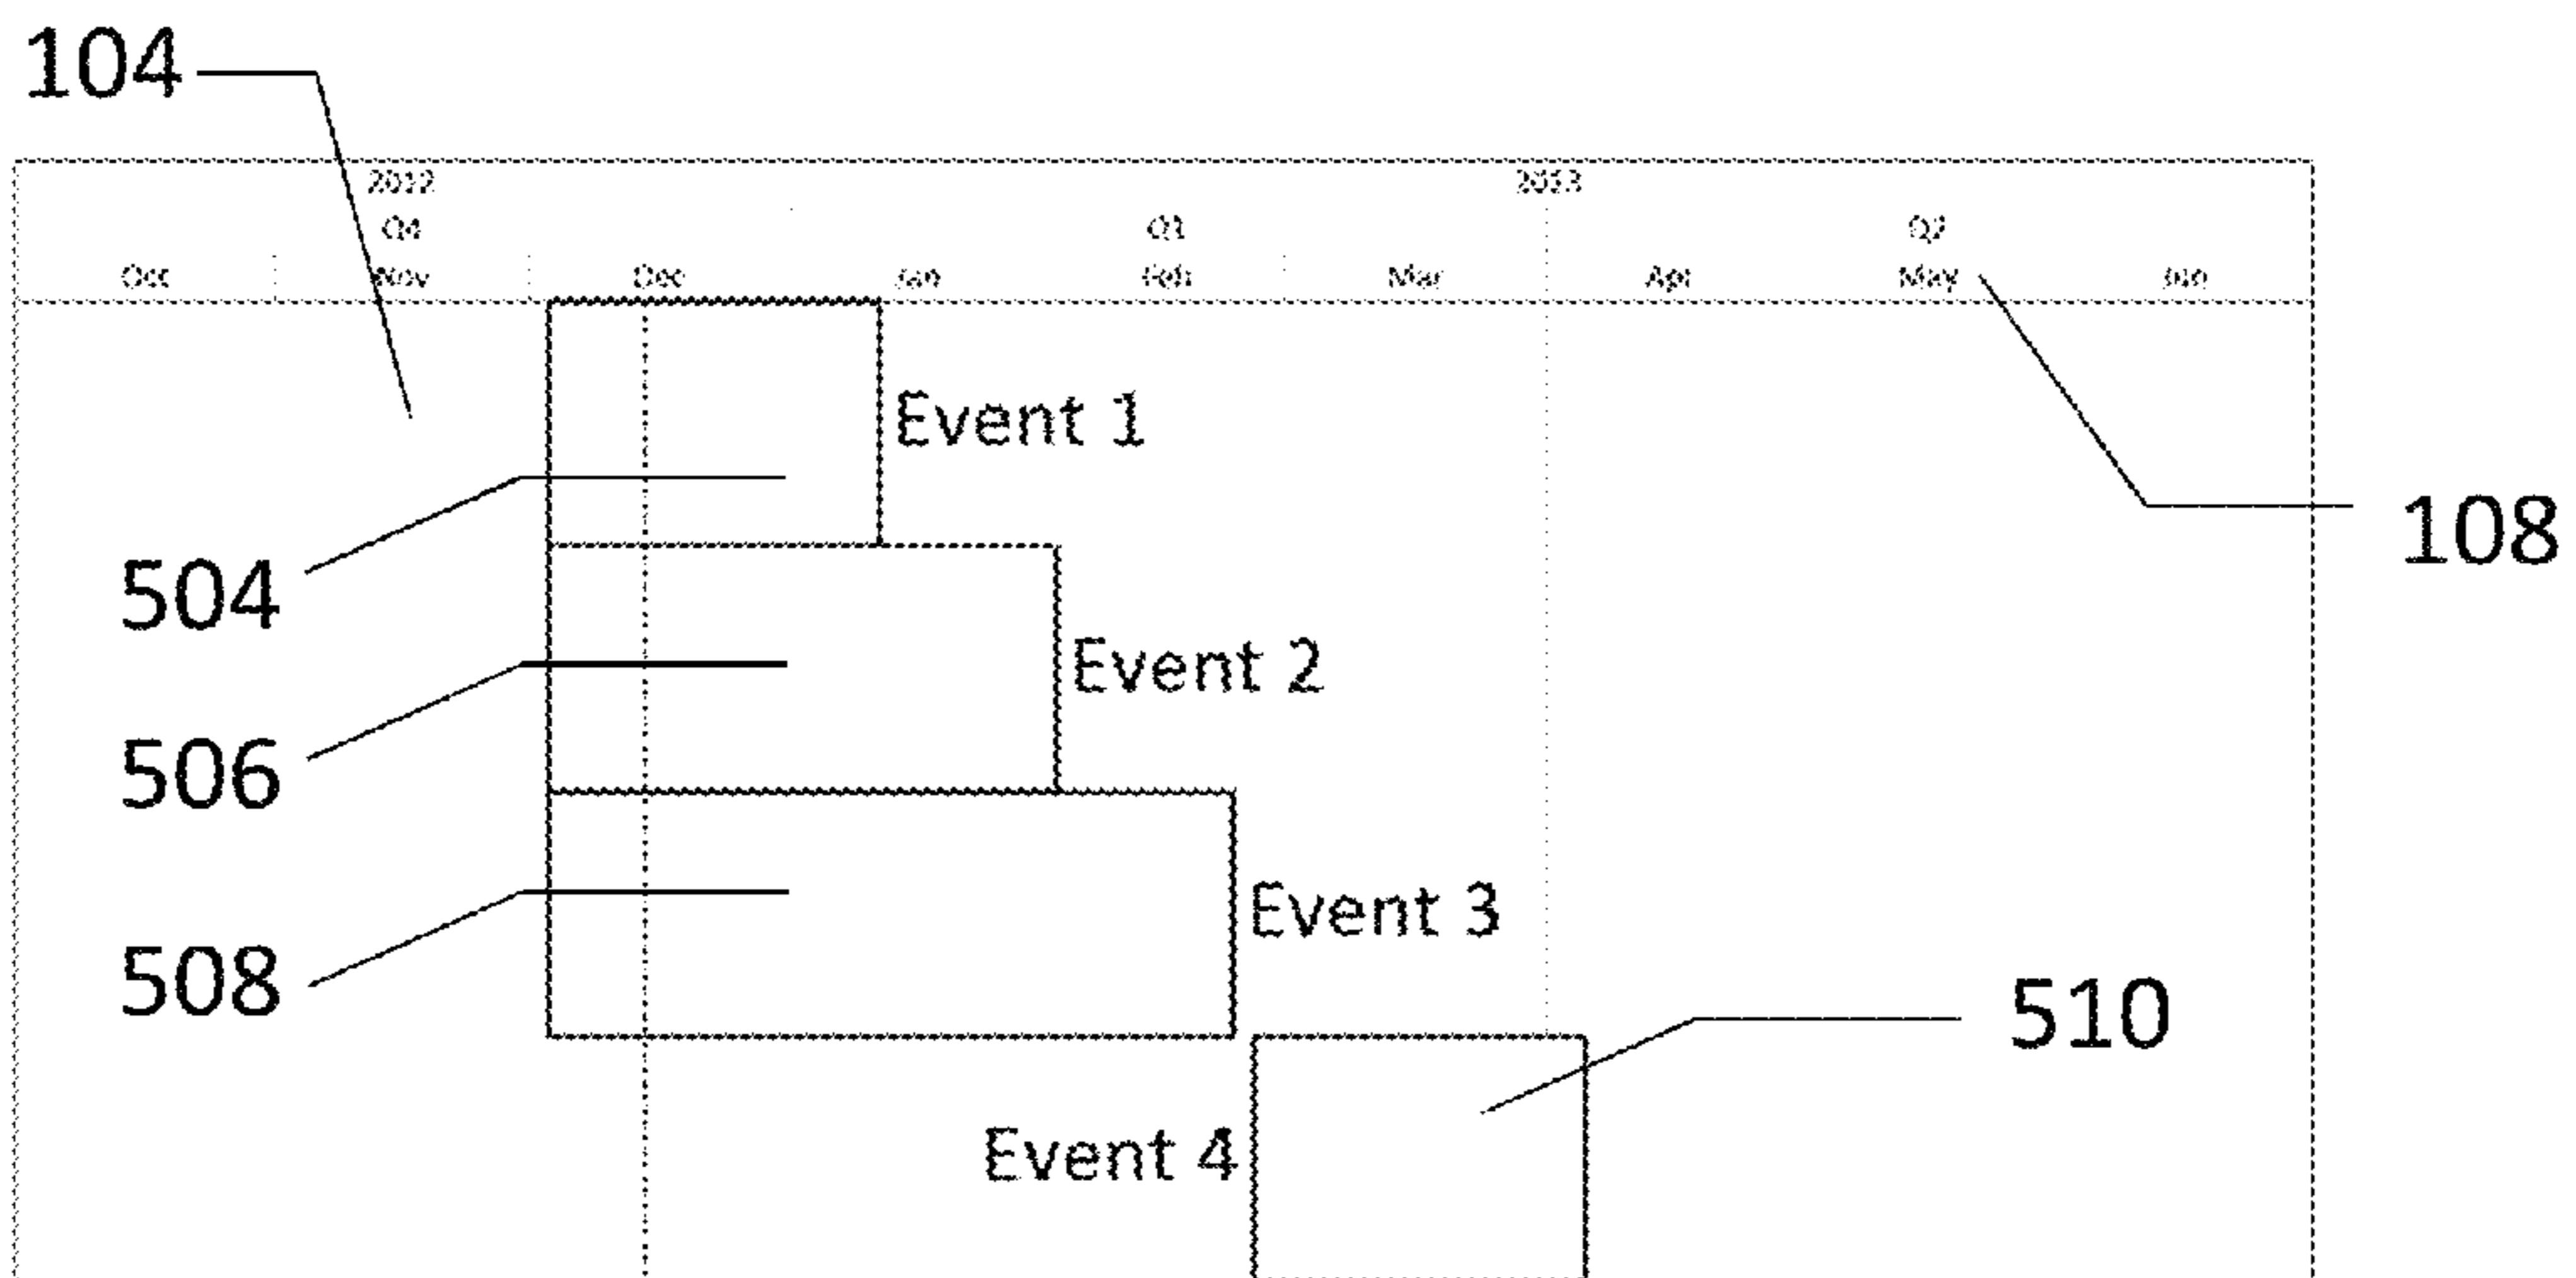 104
2012 2013
Q4 Q1 Q2
Oct Nov Dec Jan Feb Mar Apr May Jun
Event 1
108
504
Event 2
506
Event 3
508
510
Event 4